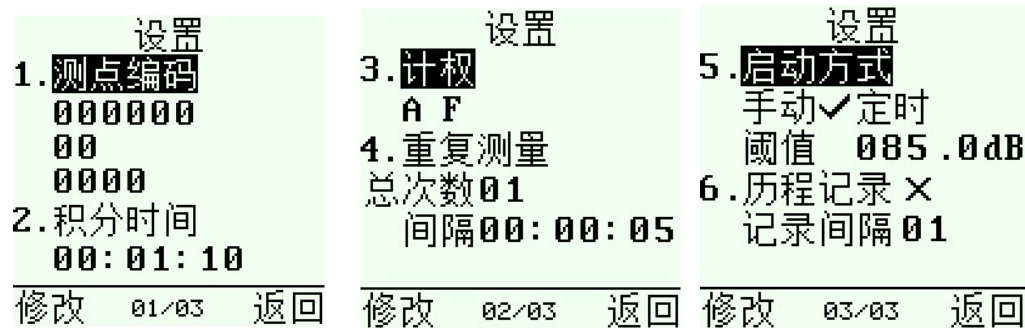 设置
1.测点编码
000000
00
0000
2.积分时间
00:01:10
修改 01/03 返回
设置
3.计权
A F
4.重复测量
总次数01
间隔00:00:05
修改 02/03 返回
设置
5.启动方式
手动✓定时
阈值 085.0dB
6.历程记录 ×
记录间隔 01
修改 03/03 返回